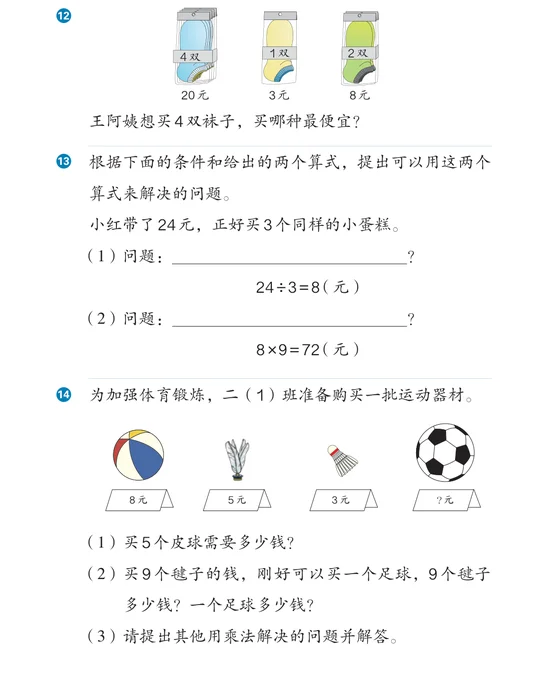 12
4双 1双 2双
20元 3元 8元
王阿姨想买4双袜子，买哪种最便宜？
13 根据下面的条件和给出的两个算式，提出可以用这两个
算式来解决的问题。
小红带了24元，正好买3个同样的小蛋糕。
（1）问题：____________________？
24÷3=8（元）
（2）问题：____________________？
8×9=72（元）
14 为加强体育锻炼，二（1）班准备购买一批运动器材。
8元 5元 3元 ?元
（1）买5个皮球需要多少钱？
（2）买9个毽子的钱，刚好可以买一个足球，9个毽子
多少钱？一个足球多少钱？
（3）请提出其他用乘法解决的问题并解答。